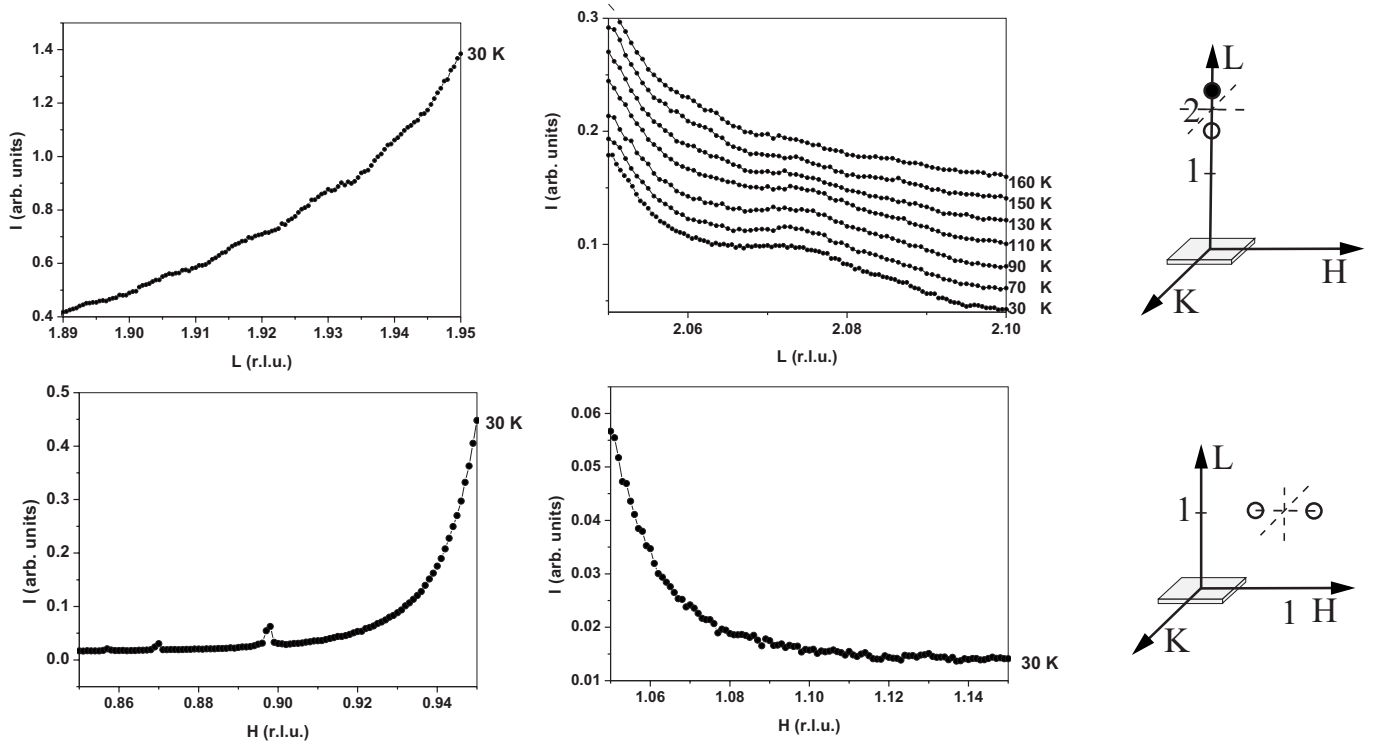 1.4
1.2
1.0
0.8
0.6
0.4
I (arb. units)
30 K
1.89 1.90 1.91 1.92 1.93 1.94 1.95
L (r.l.u.)
0.3
0.2
0.1
I (arb. units)
160 K
150 K
130 K
110 K
90 K
70 K
30 K
2.06 2.08 2.10
L (r.l.u.)
L
2
1
H
K
0.5
0.4
0.3
0.2
0.1
0.0
I (arb. units)
30 K
0.86 0.88 0.90 0.92 0.94
H (r.l.u.)
0.06
0.05
0.04
0.03
0.02
0.01
I (arb. units)
30 K
1.06 1.08 1.10 1.12 1.14
H (r.l.u.)
L
1
1 H
K